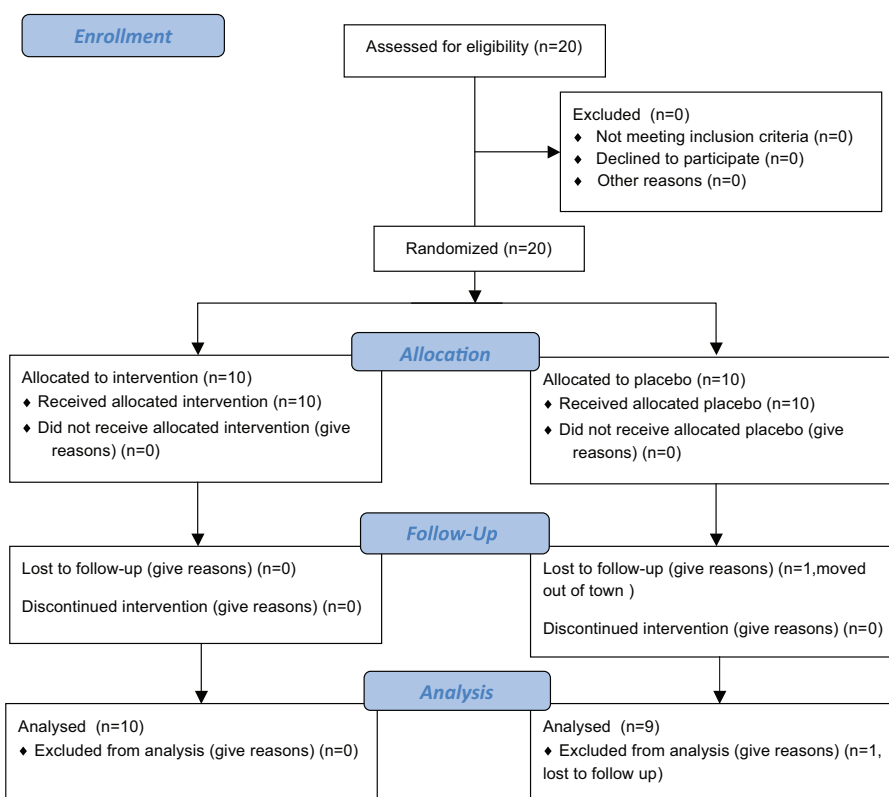 Enrollment
Assessed for eligibility (n=20)
Excluded (n=0)
♦ Not meeting inclusion criteria (n=0)
♦ Declined to participate (n=0)
♦ Other reasons (n=0)
Randomized (n=20)
Allocation
Allocated to intervention (n=10)
♦ Received allocated intervention (n=10)
♦ Did not receive allocated intervention (give
reasons) (n=0)
Allocated to placebo (n=10)
♦ Received allocated placebo (n=10)
♦ Did not receive allocated placebo (give
reasons) (n=0)
Follow-Up
Lost to follow-up (give reasons) (n=0)
Discontinued intervention (give reasons) (n=0)
Lost to follow-up (give reasons) (n=1,moved
out of town )
Discontinued intervention (give reasons) (n=0)
Analysis
Analysed (n=10)
♦ Excluded from analysis (give reasons) (n=0)
Analysed (n=9)
♦ Excluded from analysis (give reasons) (n=1,
lost to follow up)